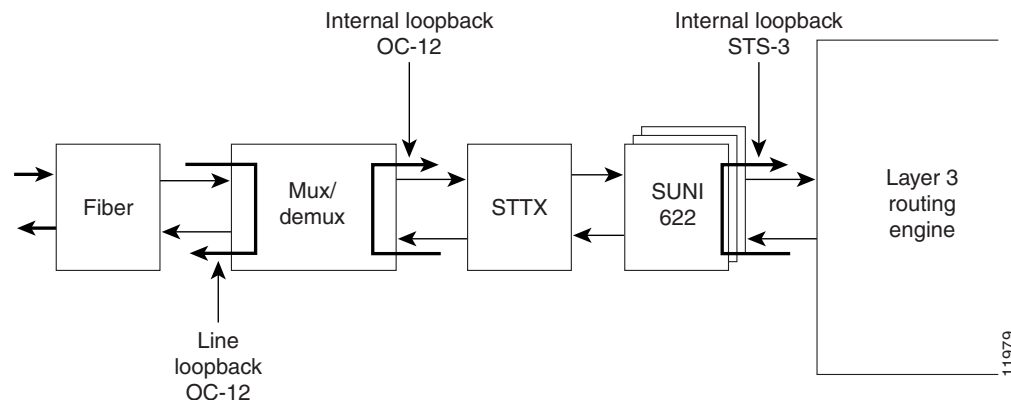 Internal loopback
OC-12
Internal loopback
STS-3
Fiber
Mux/
demux
STTX
SUNI
622
Layer 3
routing
engine
Line
loopback
OC-12
11979